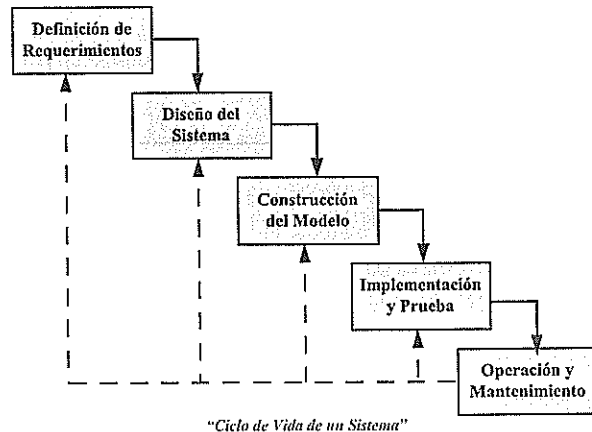 Definición de
Requerimientos
Diseño del
Sistema
Construcción
del Modelo
Implementación
y Prueba
Operación y
Mantenimiento
“Ciclo de Vida de un Sistema”